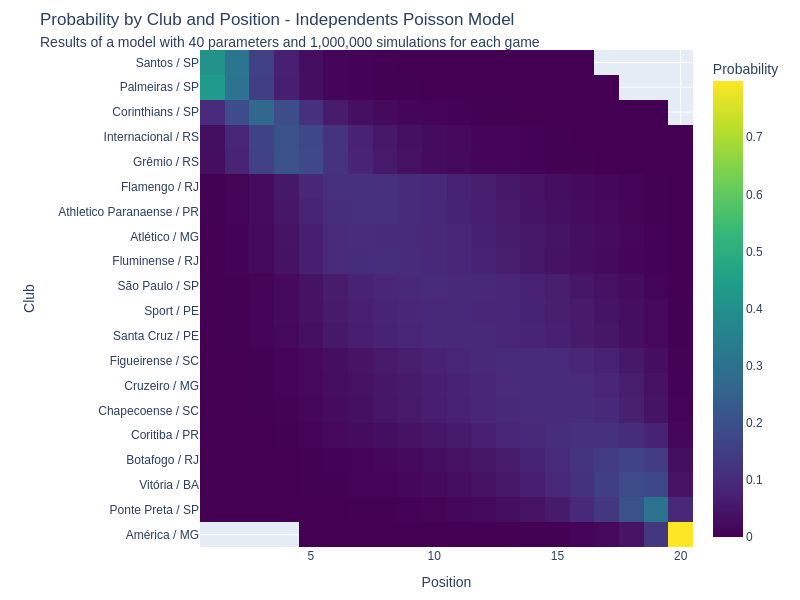 Probability by Club and Position - Independents Poisson Model
Results of a model with 40 parameters and 1,000,000 simulations for each game
Probability
Santos / SP
Palmeiras / SP
Corinthians / SP
Internacional / RS
Grêmio / RS
Flamengo / RJ
Athletico Paranaense / PR
Atlético / MG
Fluminense / RJ
São Paulo / SP
Sport / PE
Santa Cruz / PE
Figueirense / SC
Cruzeiro / MG
Chapecoense / SC
Coritiba / PR
Botafogo / RJ
Vitória / BA
Ponte Preta / SP
América / MG
Club
0.7
0.6
0.5
0.4
0.3
0.2
0.1
0
5
10
15
20
Position